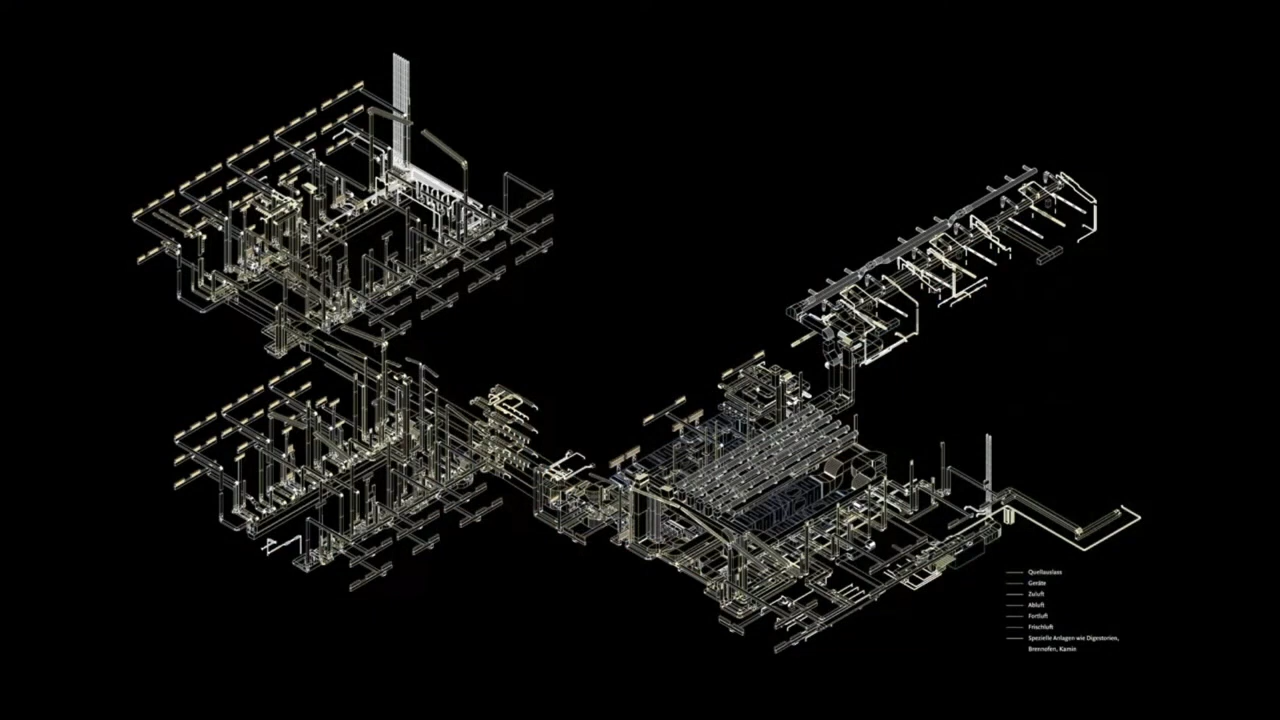 Quellauslass
Geräte
Zuluft
Abluft
Fortluft
Frischluft
Spezielle Anlagen wie Digestorien,
Brennofen, Kamin